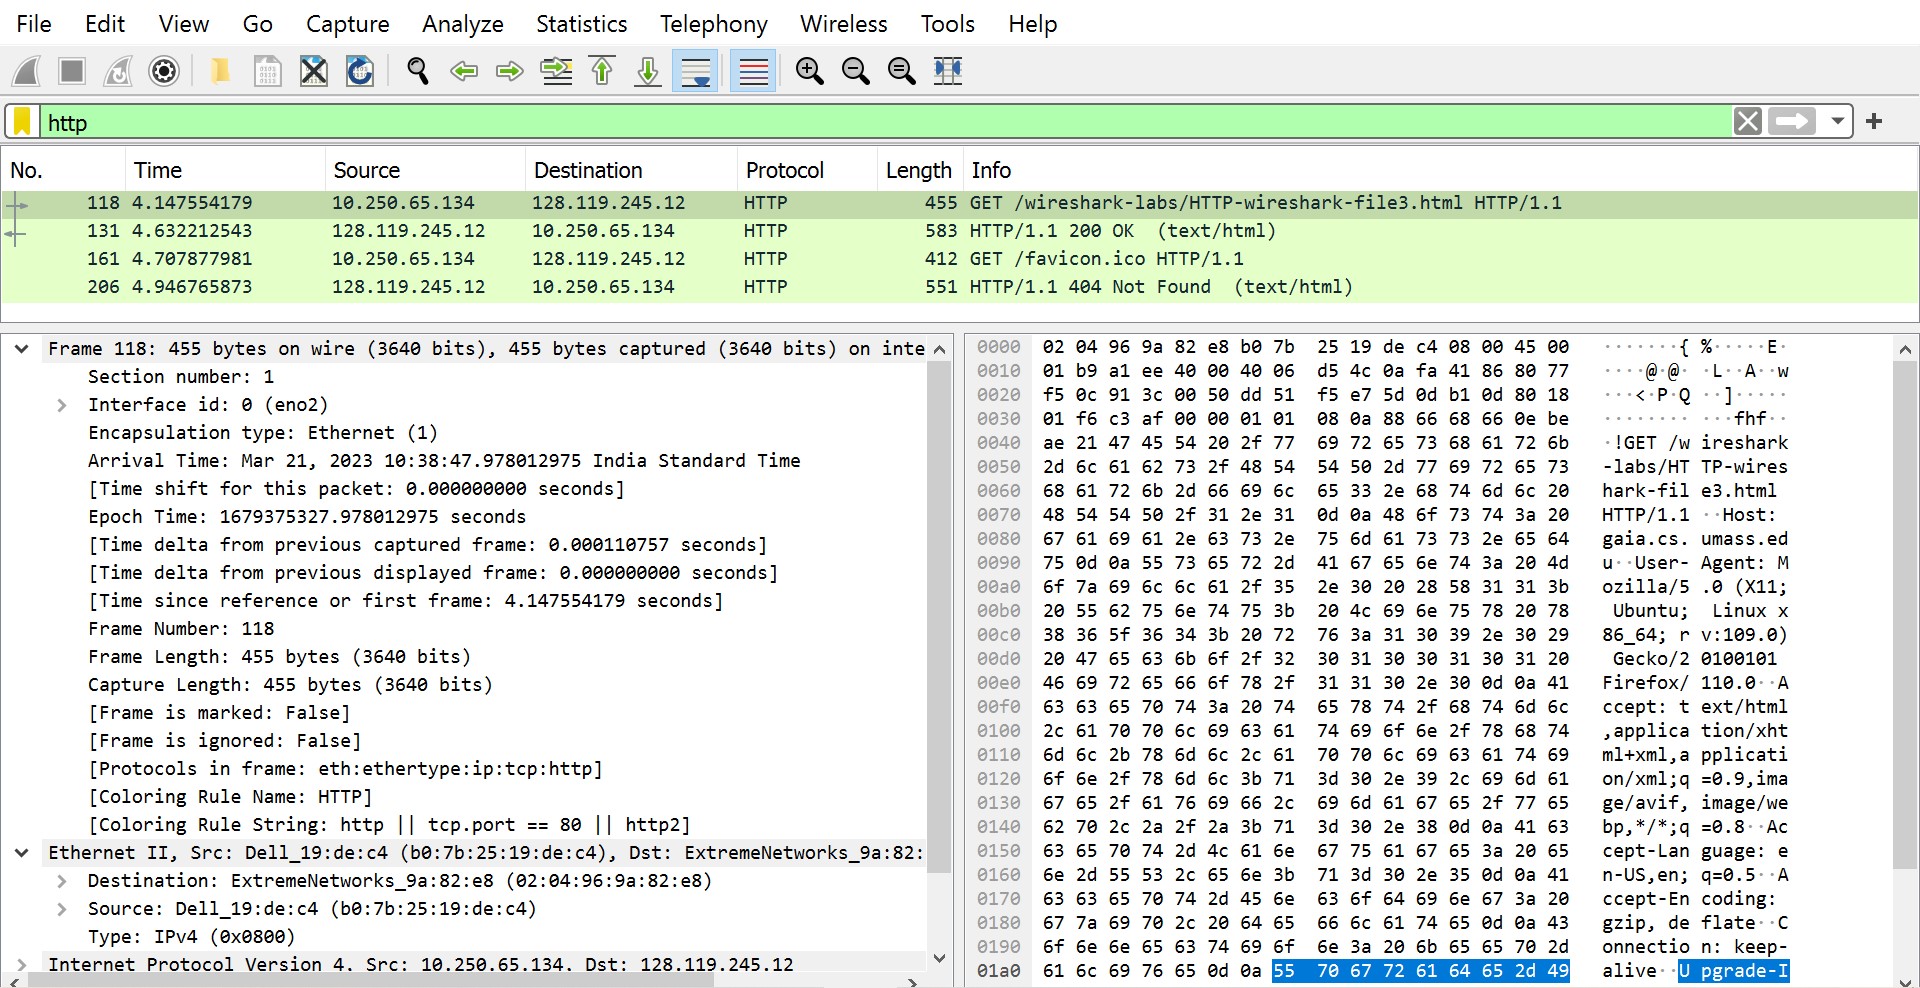 File Edit View Go Capture Analyze Statistics Telephony Wireless Tools Help
http
No. Time Source Destination Protocol Length Info
118 4.147554179 10.250.65.134 128.119.245.12 HTTP 455 GET /wireshark-labs/HTTP-wireshark-file3.html HTTP/1.1
131 4.632212543 128.119.245.12 10.250.65.134 HTTP 583 HTTP/1.1 200 OK (text/html)
161 4.707877981 10.250.65.134 128.119.245.12 HTTP 412 GET /favicon.ico HTTP/1.1
206 4.946765873 128.119.245.12 10.250.65.134 HTTP 551 HTTP/1.1 404 Not Found (text/html)
Frame 118: 455 bytes on wire (3640 bits), 455 bytes captured (3640 bits) on inte
Section number: 1
Interface id: 0 (eno2)
Encapsulation type: Ethernet (1)
Arrival Time: Mar 21, 2023 10:38:47.978012975 India Standard Time
[Time shift for this packet: 0.000000000 seconds]
Epoch Time: 1679375327.978012975 seconds
[Time delta from previous captured frame: 0.000110757 seconds]
[Time delta from previous displayed frame: 0.000000000 seconds]
[Time since reference or first frame: 4.147554179 seconds]
Frame Number: 118
Frame Length: 455 bytes (3640 bits)
Capture Length: 455 bytes (3640 bits)
[Frame is marked: False]
[Frame is ignored: False]
[Protocols in frame: eth:ethertype:ip:tcp:http]
[Coloring Rule Name: HTTP]
[Coloring Rule String: http || tcp.port == 80 || http2]
Ethernet II, Src: Dell_19:de:c4 (b0:7b:25:19:de:c4), Dst: ExtremeNetworks_9a:82:
Destination: ExtremeNetworks_9a:82:e8 (02:04:96:9a:82:e8)
Source: Dell_19:de:c4 (b0:7b:25:19:de:c4)
Type: IPv4 (0x0800)
Internet Protocol Version 4, Src: 10.250.65.134, Dst: 128.119.245.12
0000 02 04 96 9a 82 e8 b0 7b 25 19 de c4 08 00 45 00 ·······{ %·····E·
0010 01 b9 a1 ee 40 00 40 06 d5 4c 0a fa 41 86 80 77 ····@·@· ·L··A··w
0020 f5 0c 91 3c 00 50 dd 51 f5 e7 5d 0d b1 0d 80 18 ···<·P·Q ··]·····
0030 01 f6 c3 af 00 00 01 01 08 0a 88 66 68 66 0e be ········ ···fhf··
0040 ae 21 47 45 54 20 2f 77 69 72 65 73 68 61 72 6b ·!GET /w ireshark
0050 2d 6c 61 62 73 2f 48 54 54 50 2d 77 69 72 65 73 -labs/HT TP-wires
0060 68 61 72 6b 2d 66 69 6c 65 33 2e 68 74 6d 6c 20 hark-fil e3.html
0070 48 54 54 50 2f 31 2e 31 0d 0a 48 6f 73 74 3a 20 HTTP/1.1 ··Host:
0080 67 61 69 61 2e 63 73 2e 75 6d 61 73 73 2e 65 64 gaia.cs. umass.ed
0090 75 0d 0a 55 73 65 72 2d 41 67 65 6e 74 3a 20 4d u··User- Agent: M
00a0 6f 7a 69 6c 6c 61 2f 35 2e 30 20 28 58 31 31 3b ozilla/5 .0 (X11;
00b0 20 55 62 75 6e 74 75 3b 20 4c 69 6e 75 78 20 78 Ubuntu; Linux x
00c0 38 36 5f 36 34 3b 20 72 76 3a 31 30 39 2e 30 29 86_64; r v:109.0)
00d0 20 47 65 63 6b 6f 2f 32 30 31 30 30 31 30 31 20 Gecko/2 0100101
00e0 46 69 72 65 66 6f 78 2f 31 31 30 2e 30 0d 0a 41 Firefox/ 110.0··A
00f0 63 63 65 70 74 3a 20 74 65 78 74 2f 68 74 6d 6c ccept: t ext/html
0100 2c 61 70 70 6c 69 63 61 74 69 6f 6e 2f 78 68 74 ,applica tion/xht
0110 6d 6c 2b 78 6d 6c 2c 61 70 70 6c 69 63 61 74 69 ml+xml,a pplicati
0120 6f 6e 2f 78 6d 6c 3b 71 3d 30 2e 39 2c 69 6d 61 on/xml;q =0.9,ima
0130 67 65 2f 61 76 69 66 2c 69 6d 61 67 65 2f 77 65 ge/avif, image/we
0140 62 70 2c 2a 2f 2a 3b 71 3d 30 2e 38 0d 0a 41 63 bp,*/*;q =0.8··Ac
0150 63 65 70 74 2d 4c 61 6e 67 75 61 67 65 3a 20 65 cept-Lan guage: e
0160 6e 2d 55 53 2c 65 6e 3b 71 3d 30 2e 35 0d 0a 41 n-US,en; q=0.5··A
0170 63 63 65 70 74 2d 45 6e 63 6f 64 69 6e 67 3a 20 ccept-En coding:
0180 67 7a 69 70 2c 20 64 65 66 6c 61 74 65 0d 0a 43 gzip, de flate··C
0190 6f 6e 6e 65 63 74 69 6f 6e 3a 20 6b 65 65 70 2d onnectio n: keep-
01a0 61 6c 69 76 65 0d 0a 55 70 67 72 61 64 65 2d 49 alive··U pgrade-I